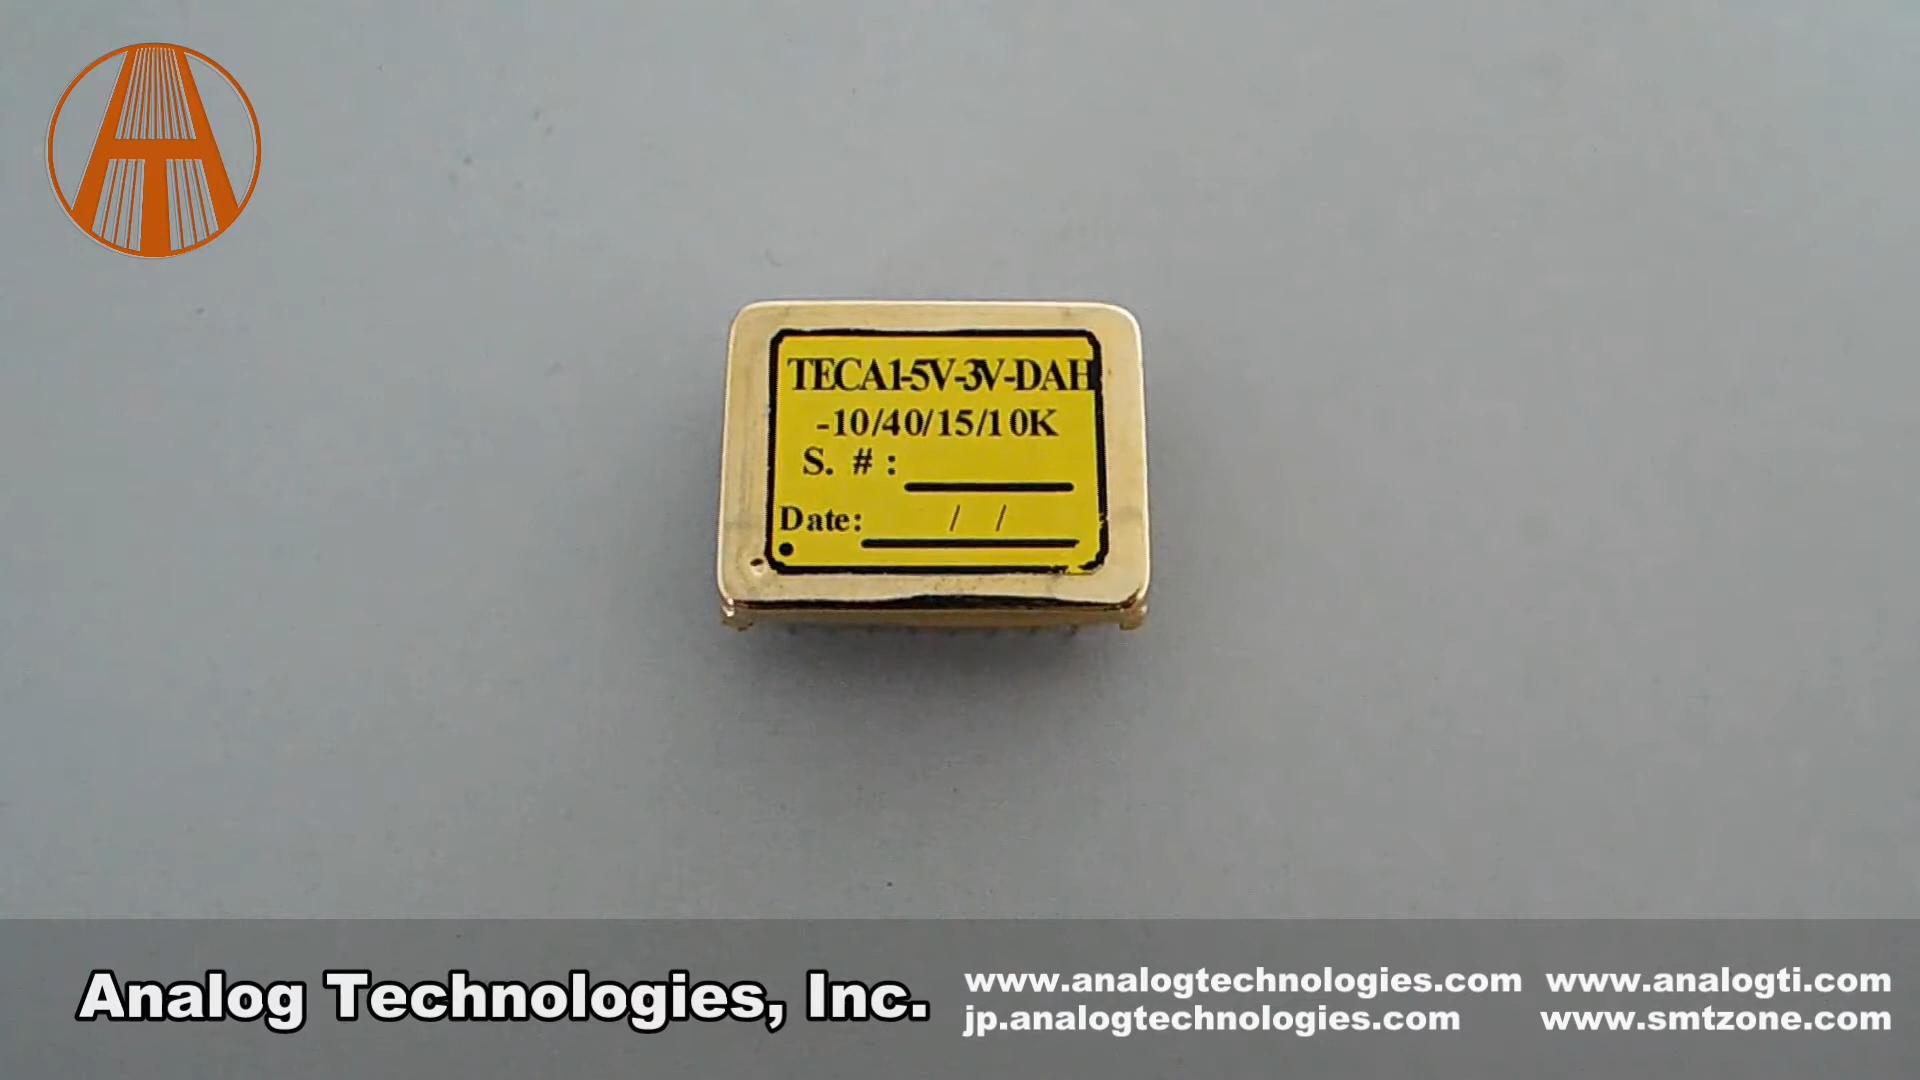 TECA1-5V-3V-DAH
-10/40/15/10K
S. # :
Date: / /
Analog Technologies, Inc.
www.analogtechnologies.com www.analogti.com
jp.analogtechnologies.com www.smtzone.com